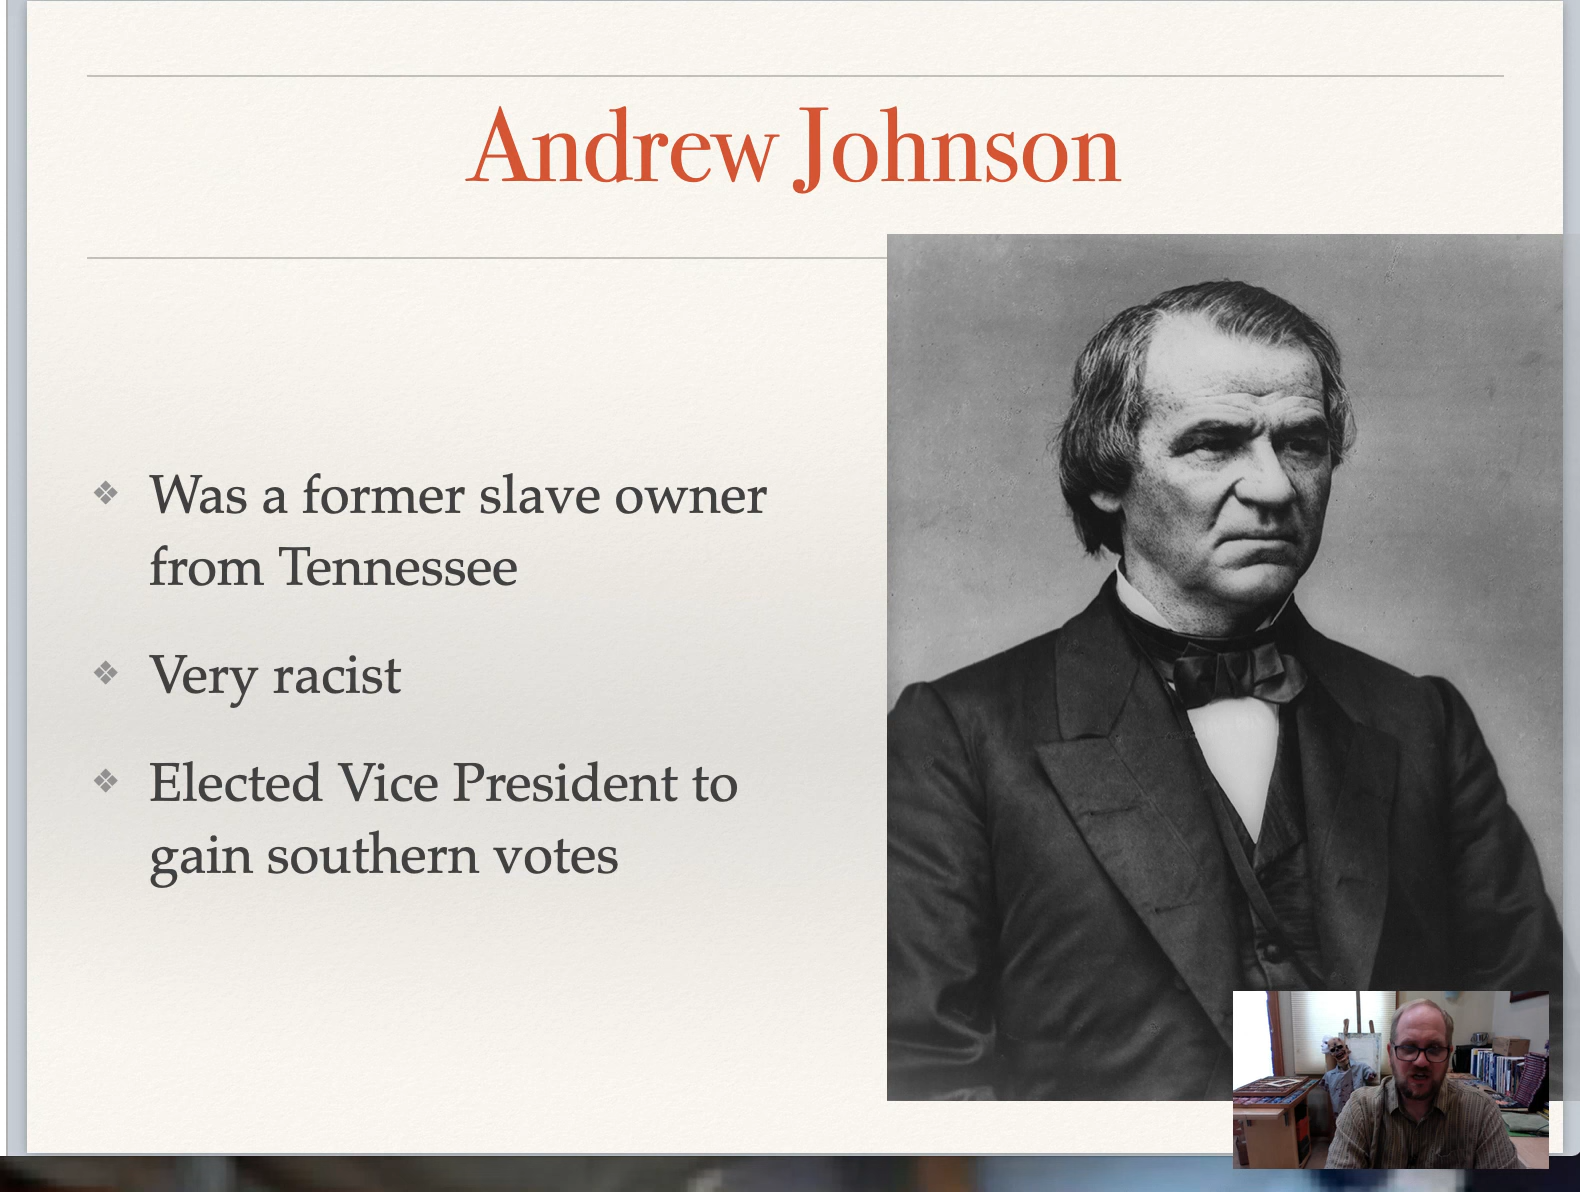 Andrew Johnson
Was a former slave owner
from Tennessee
Very racist
Elected Vice President to
gain southern votes